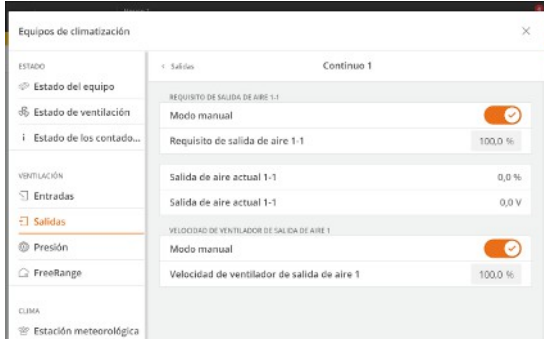 Equipos de climatización
ESTADO
Estado del equipo
Estado de ventilación
Estado de los contado...
VENTILACIÓN
Entradas
Salidas
Presión
FreeRange
CLIMA
Estación meteorológica
Salidas
Continuo 1
REQUISITO DE SALIDA DE AIRE 1-1
Modo manual
Requisito de salida de aire 1-1 100,0 %
Salida de aire actual 1-1 0,0 %
Salida de aire actual 1-1 0,0 V
VELOCIDAD DE VENTILADOR DE SALIDA DE AIRE 1
Modo manual
Velocidad de ventilador de salida de aire 1 100,0 %